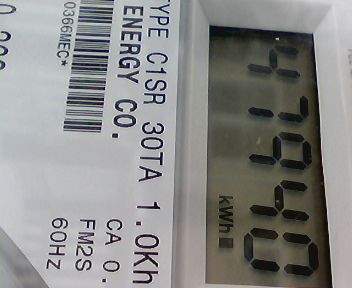 47940
kWh
TYPE C1SR 30TA 1.0Kh
ENERGY CO.
CA 0.
0366MEC*
FM2S
60HZ